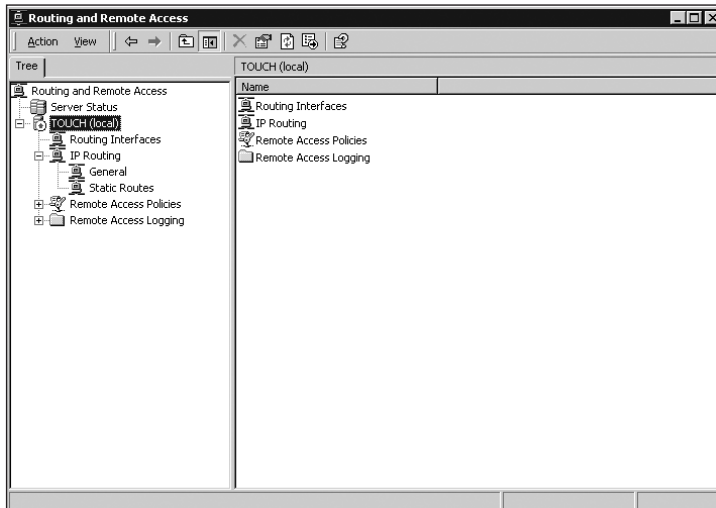 Routing and Remote Access
Action View
Tree
TOUCH (local)
Routing and Remote Access
Server Status
TOUCH (local)
Routing Interfaces
IP Routing
General
Static Routes
Remote Access Policies
Remote Access Logging
Name
Routing Interfaces
IP Routing
Remote Access Policies
Remote Access Logging